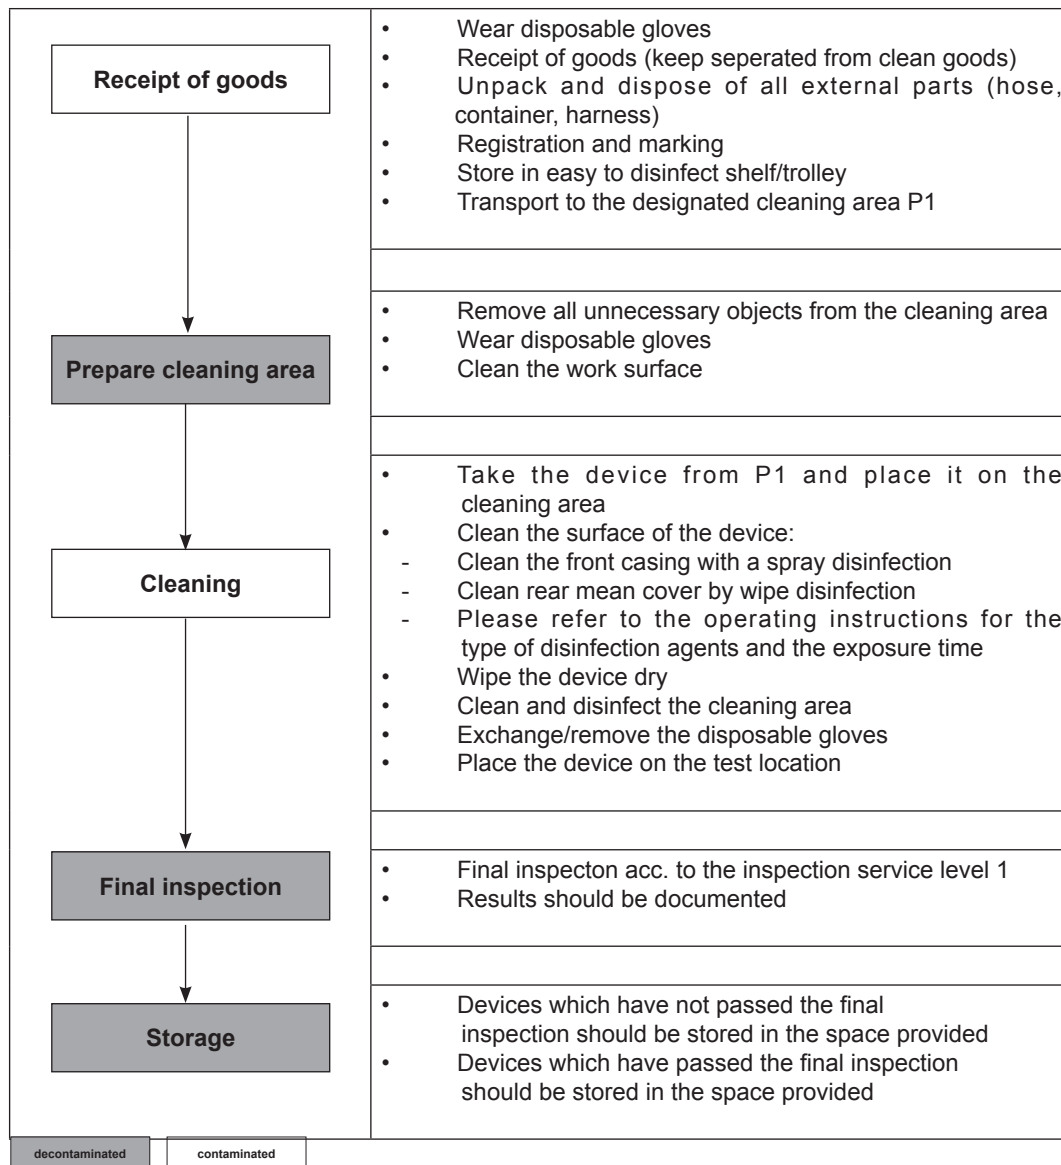 Receipt of goods
• Wear disposable gloves
• Receipt of goods (keep seperated from clean goods)
• Unpack and dispose of all external parts (hose,
container, harness)
• Registration and marking
• Store in easy to disinfect shelf/trolley
• Transport to the designated cleaning area P1
Prepare cleaning area
• Remove all unnecessary objects from the cleaning area
• Wear disposable gloves
• Clean the work surface
Cleaning
• Take the device from P1 and place it on the
cleaning area
• Clean the surface of the device:
- Clean the front casing with a spray disinfection
- Clean rear mean cover by wipe disinfection
- Please refer to the operating instructions for the
type of disinfection agents and the exposure time
• Wipe the device dry
• Clean and disinfect the cleaning area
• Exchange/remove the disposable gloves
• Place the device on the test location
Final inspection
• Final inspecton acc. to the inspection service level 1
• Results should be documented
Storage
• Devices which have not passed the final
inspection should be stored in the space provided
• Devices which have passed the final inspection
should be stored in the space provided
decontaminated
contaminated